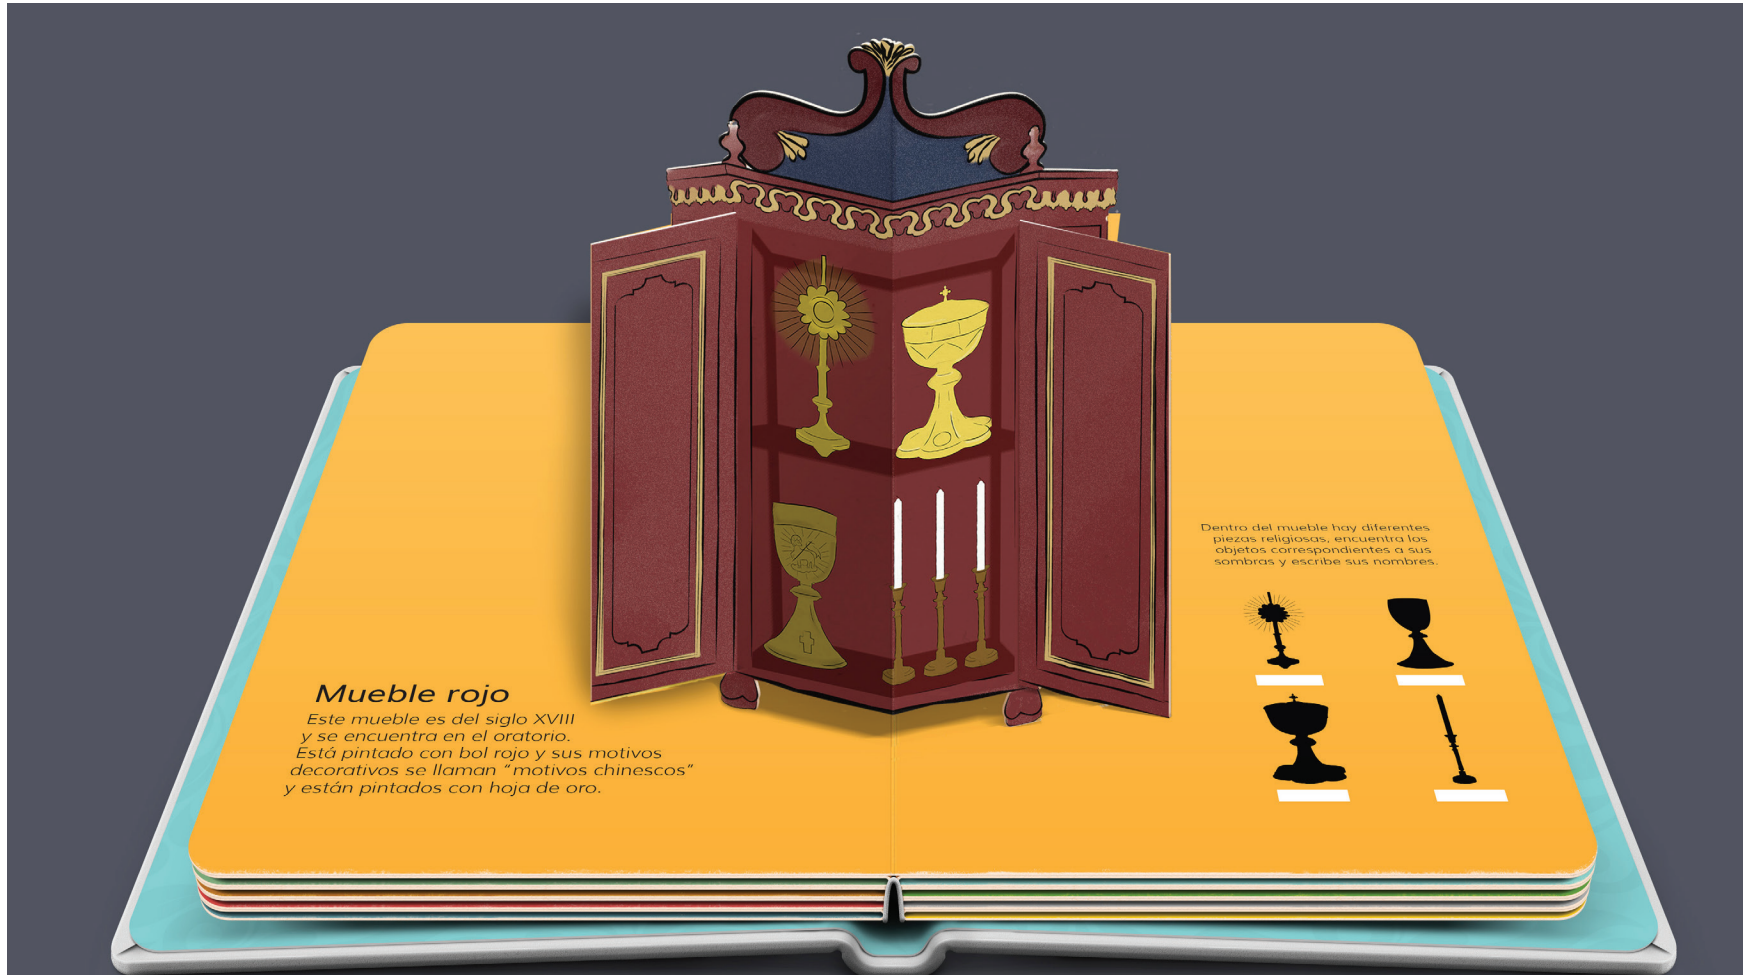 Mueble rojo
Este mueble es del siglo XVIII
y se encuentra en el oratorio.
Está pintado con bol rojo y sus motivos
decorativos se llaman “motivos chinescos”
y están pintados con hoja de oro.
Dentro del mueble hay diferentes
piezas religiosas, encuentra los
objetos correspondientes a sus
sombras y escribe sus nombres.